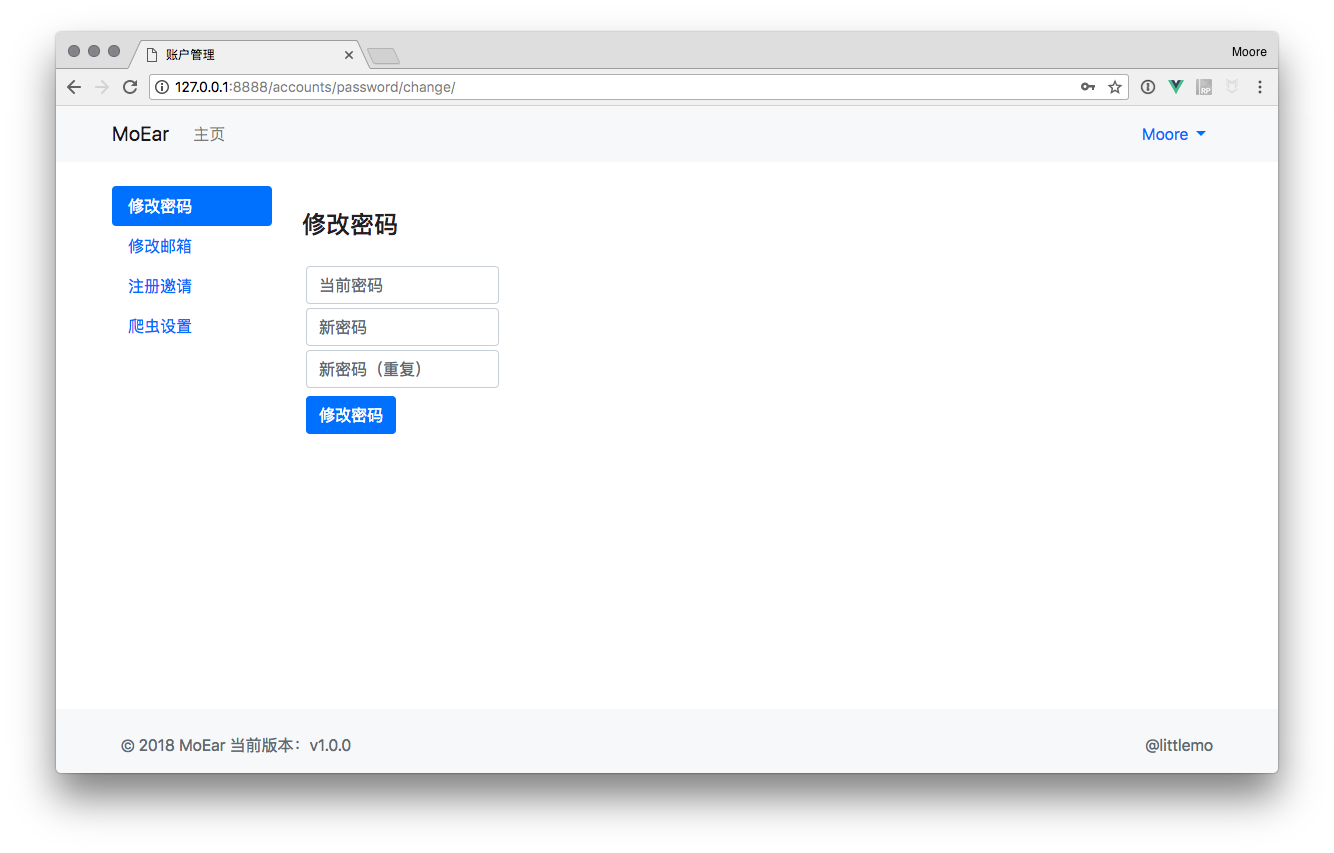 账户管理
Moore
127.0.0.1:8888/accounts/password/change/
RP
MoEar 主页 Moore
修改密码
修改邮箱
注册邀请
爬虫设置
修改密码
当前密码
新密码
新密码（重复）
修改密码
© 2018 MoEar 当前版本：v1.0.0
@littlemo